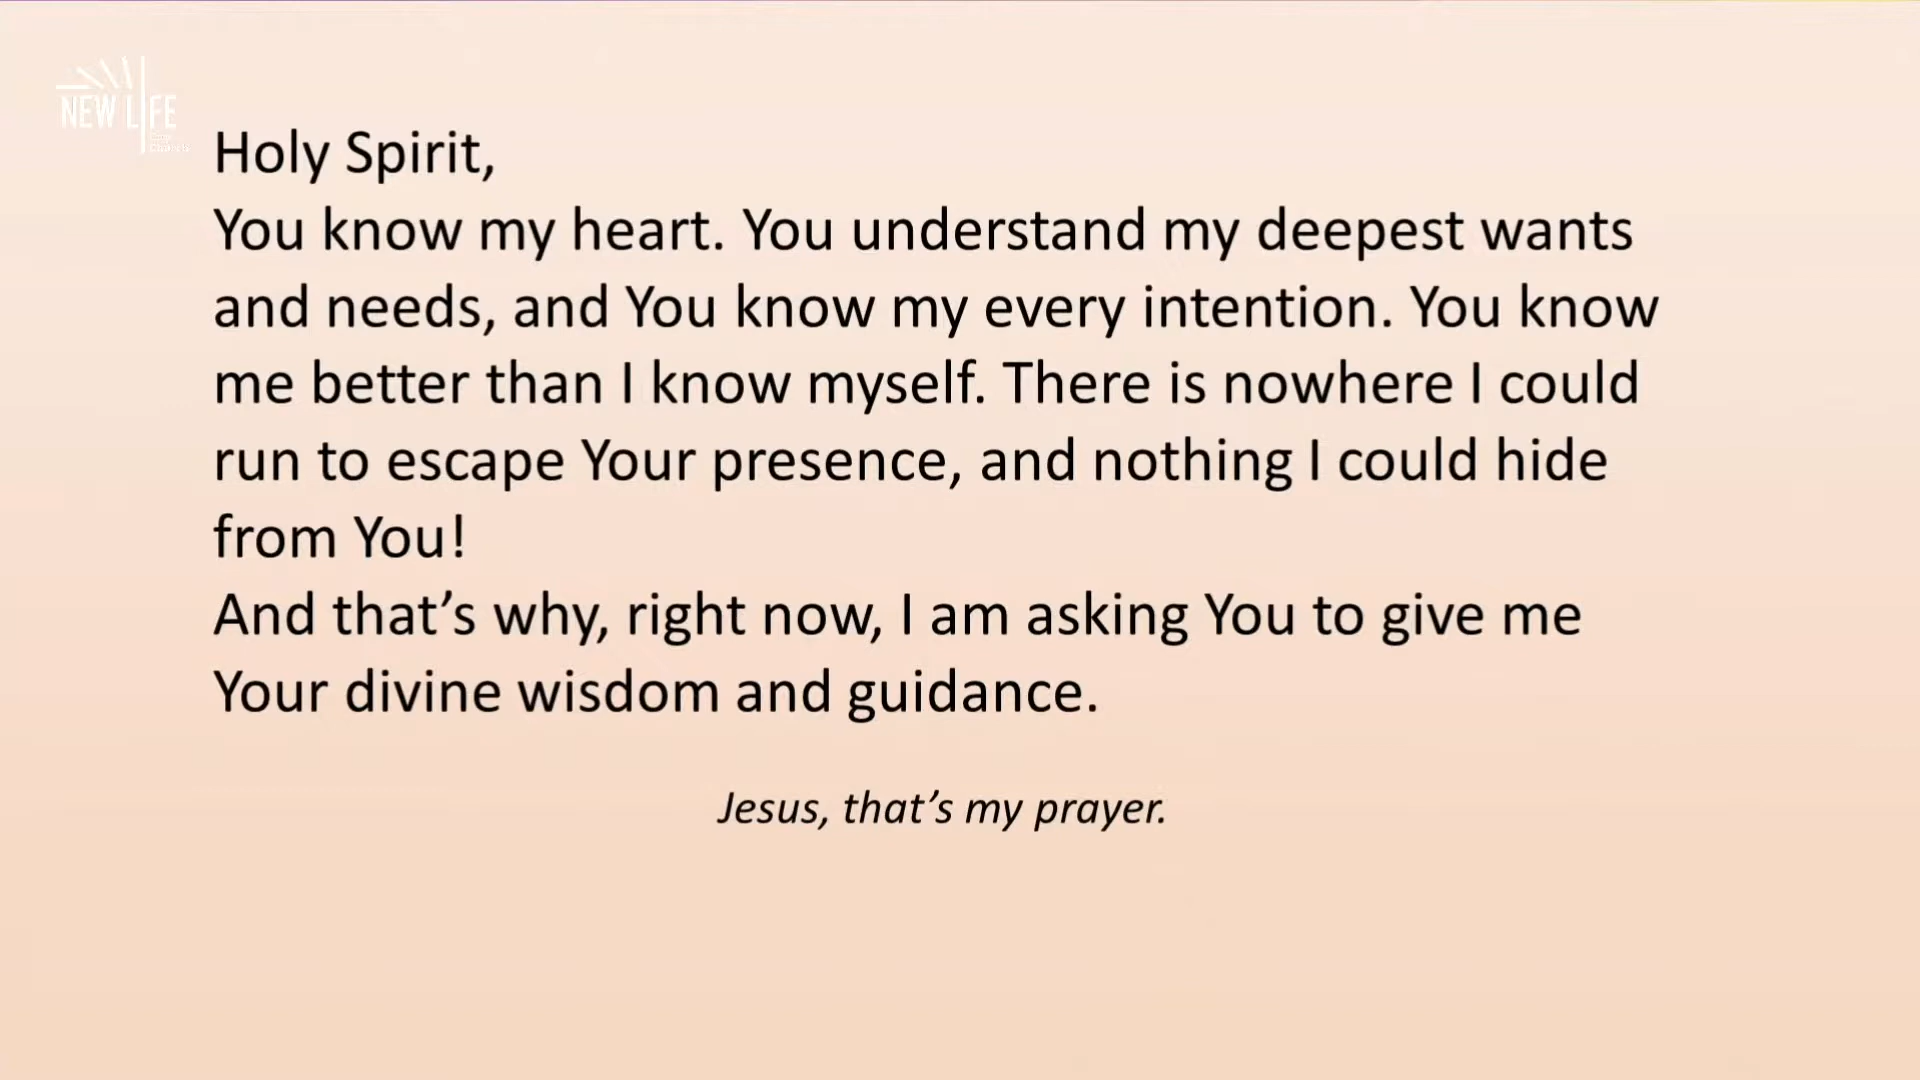 NEW LIFE
Church
Holy Spirit,
You know my heart. You understand my deepest wants
and needs, and You know my every intention. You know
me better than I know myself. There is nowhere I could
run to escape Your presence, and nothing I could hide
from You!
And that’s why, right now, I am asking You to give me
Your divine wisdom and guidance.
Jesus, that’s my prayer.